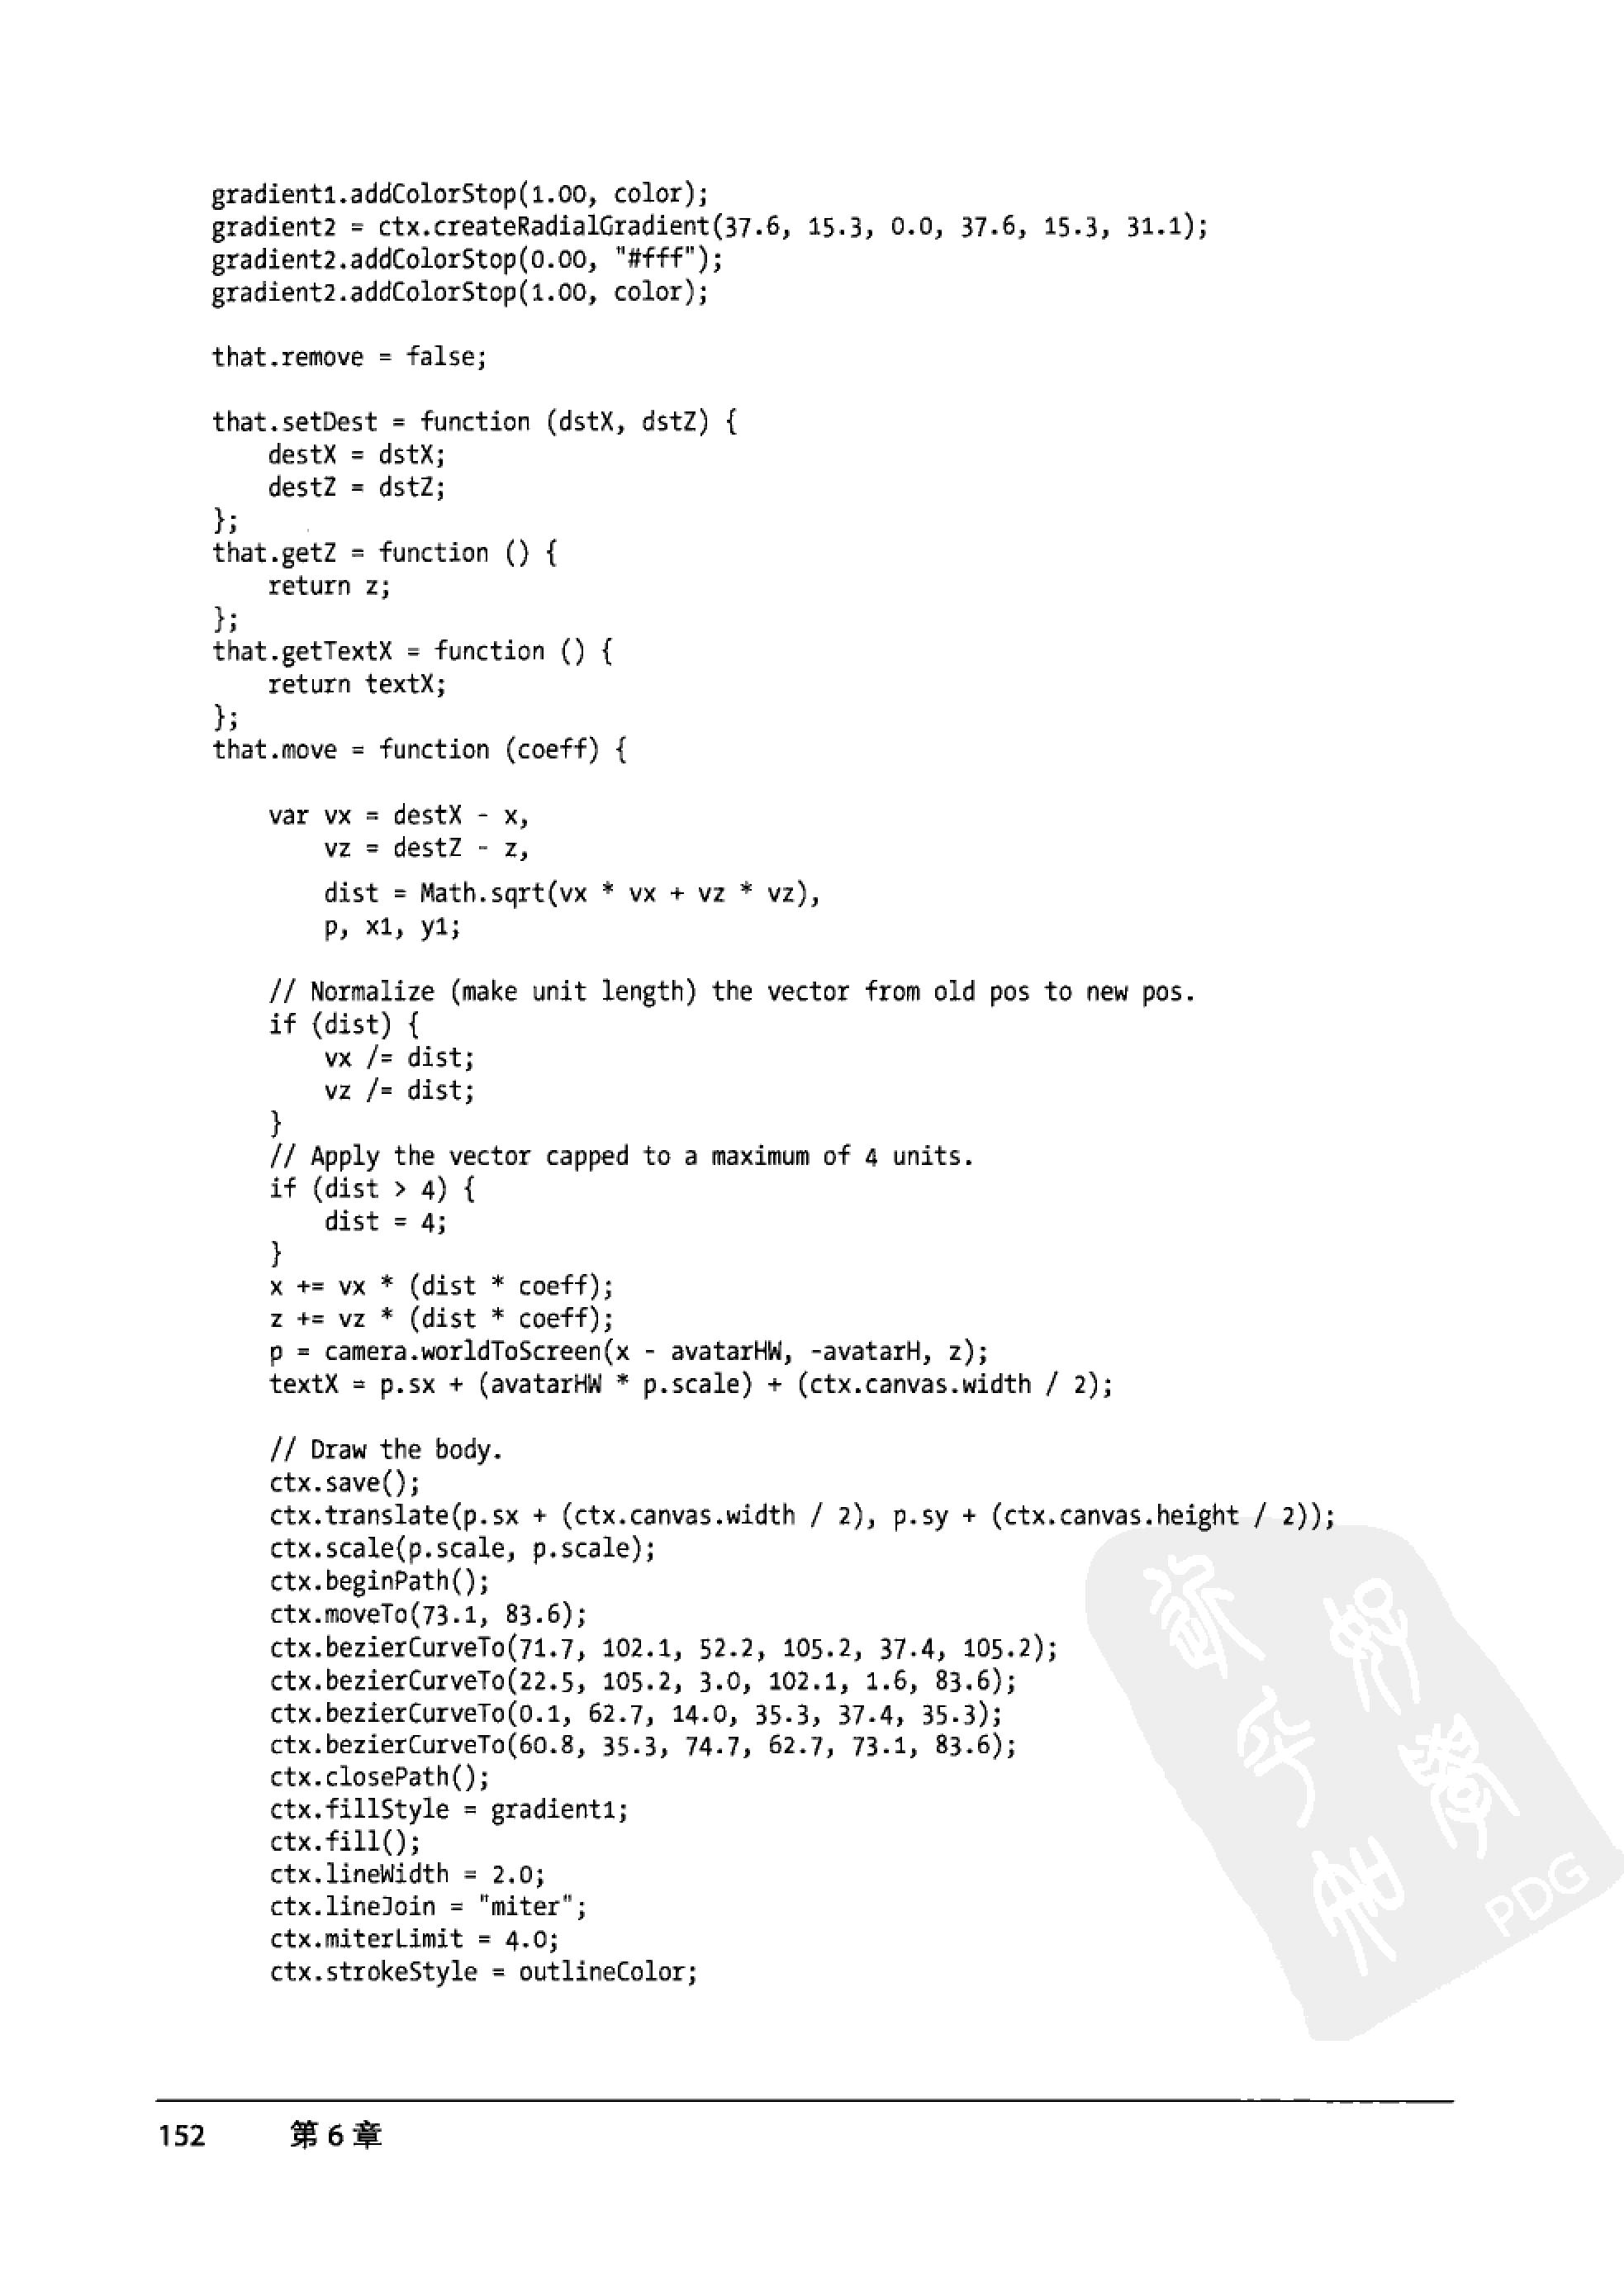 gradient1.addColorStop(1.00, color);
gradient2 = ctx.createRadialGradient(37.6, 15.3, 0.0, 37.6, 15.3, 31.1);
gradient2.addColorStop(0.00, "#fff");
gradient2.addColorStop(1.00, color);
that.remove = false;
that.setDest = function (dstX, dstZ) {
    destX = dstX;
    destZ = dstZ;
};
that.getZ = function () {
    return z;
};
that.getTextX = function () {
    return textX;
};
that.move = function (coeff) {
    var vx = destX - x,
        vz = destZ - z,
        dist = Math.sqrt(vx * vx + vz * vz),
        p, x1, y1;
    // Normalize (make unit length) the vector from old pos to new pos.
    if (dist) {
        vx /= dist;
        vz /= dist;
    }
    // Apply the vector capped to a maximum of 4 units.
    if (dist > 4) {
        dist = 4;
    }
    x += vx * (dist * coeff);
    z += vz * (dist * coeff);
    p = camera.worldToScreen(x - avatarHW, -avatarH, z);
    textX = p.sx + (avatarHW * p.scale) + (ctx.canvas.width / 2);
    // Draw the body.
    ctx.save();
    ctx.translate(p.sx + (ctx.canvas.width / 2), p.sy + (ctx.canvas.height / 2));
    ctx.scale(p.scale, p.scale);
    ctx.beginPath();
    ctx.moveTo(73.1, 83.6);
    ctx.bezierCurveTo(71.7, 102.1, 52.2, 105.2, 37.4, 105.2);
    ctx.bezierCurveTo(22.5, 105.2, 3.0, 102.1, 1.6, 83.6);
    ctx.bezierCurveTo(0.1, 62.7, 14.0, 35.3, 37.4, 35.3);
    ctx.bezierCurveTo(60.8, 35.3, 74.7, 62.7, 73.1, 83.6);
    ctx.closePath();
    ctx.fillStyle = gradient1;
    ctx.fill();
    ctx.lineWidth = 2.0;
    ctx.lineJoin = "miter";
    ctx.miterLimit = 4.0;
    ctx.strokeStyle = outlineColor;
PDG
152 第 6 章